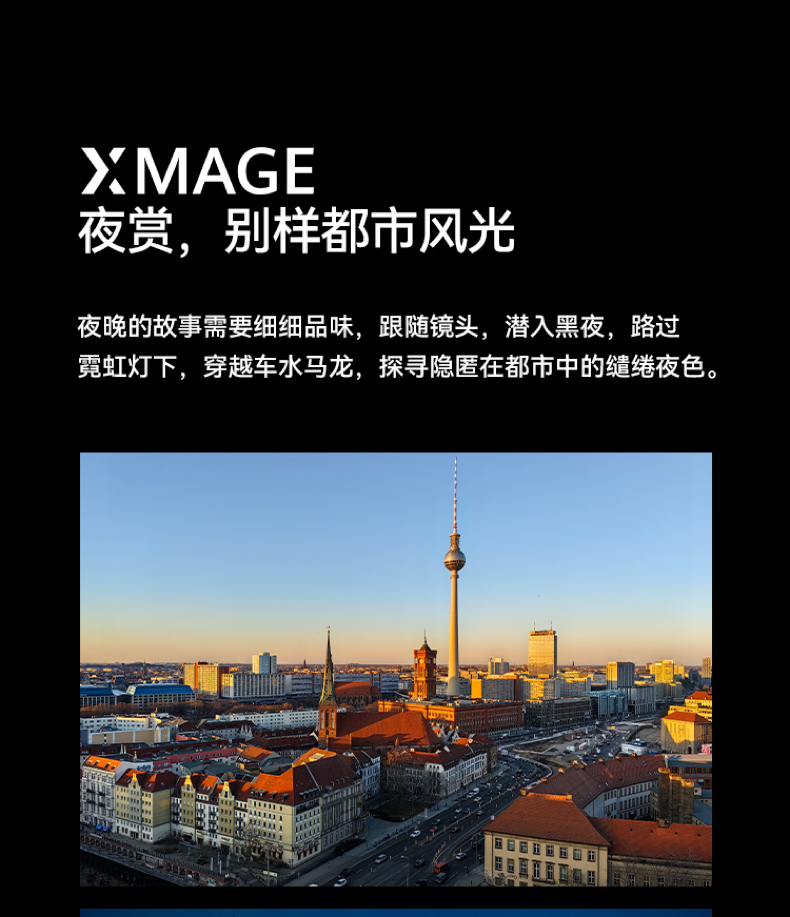 XMAGE
夜赏，别样都市风光
夜晚的故事需要细细品味，跟随镜头，潜入黑夜，路过
霓虹灯下，穿越车水马龙，探寻隐匿在都市中的缱绻夜色。